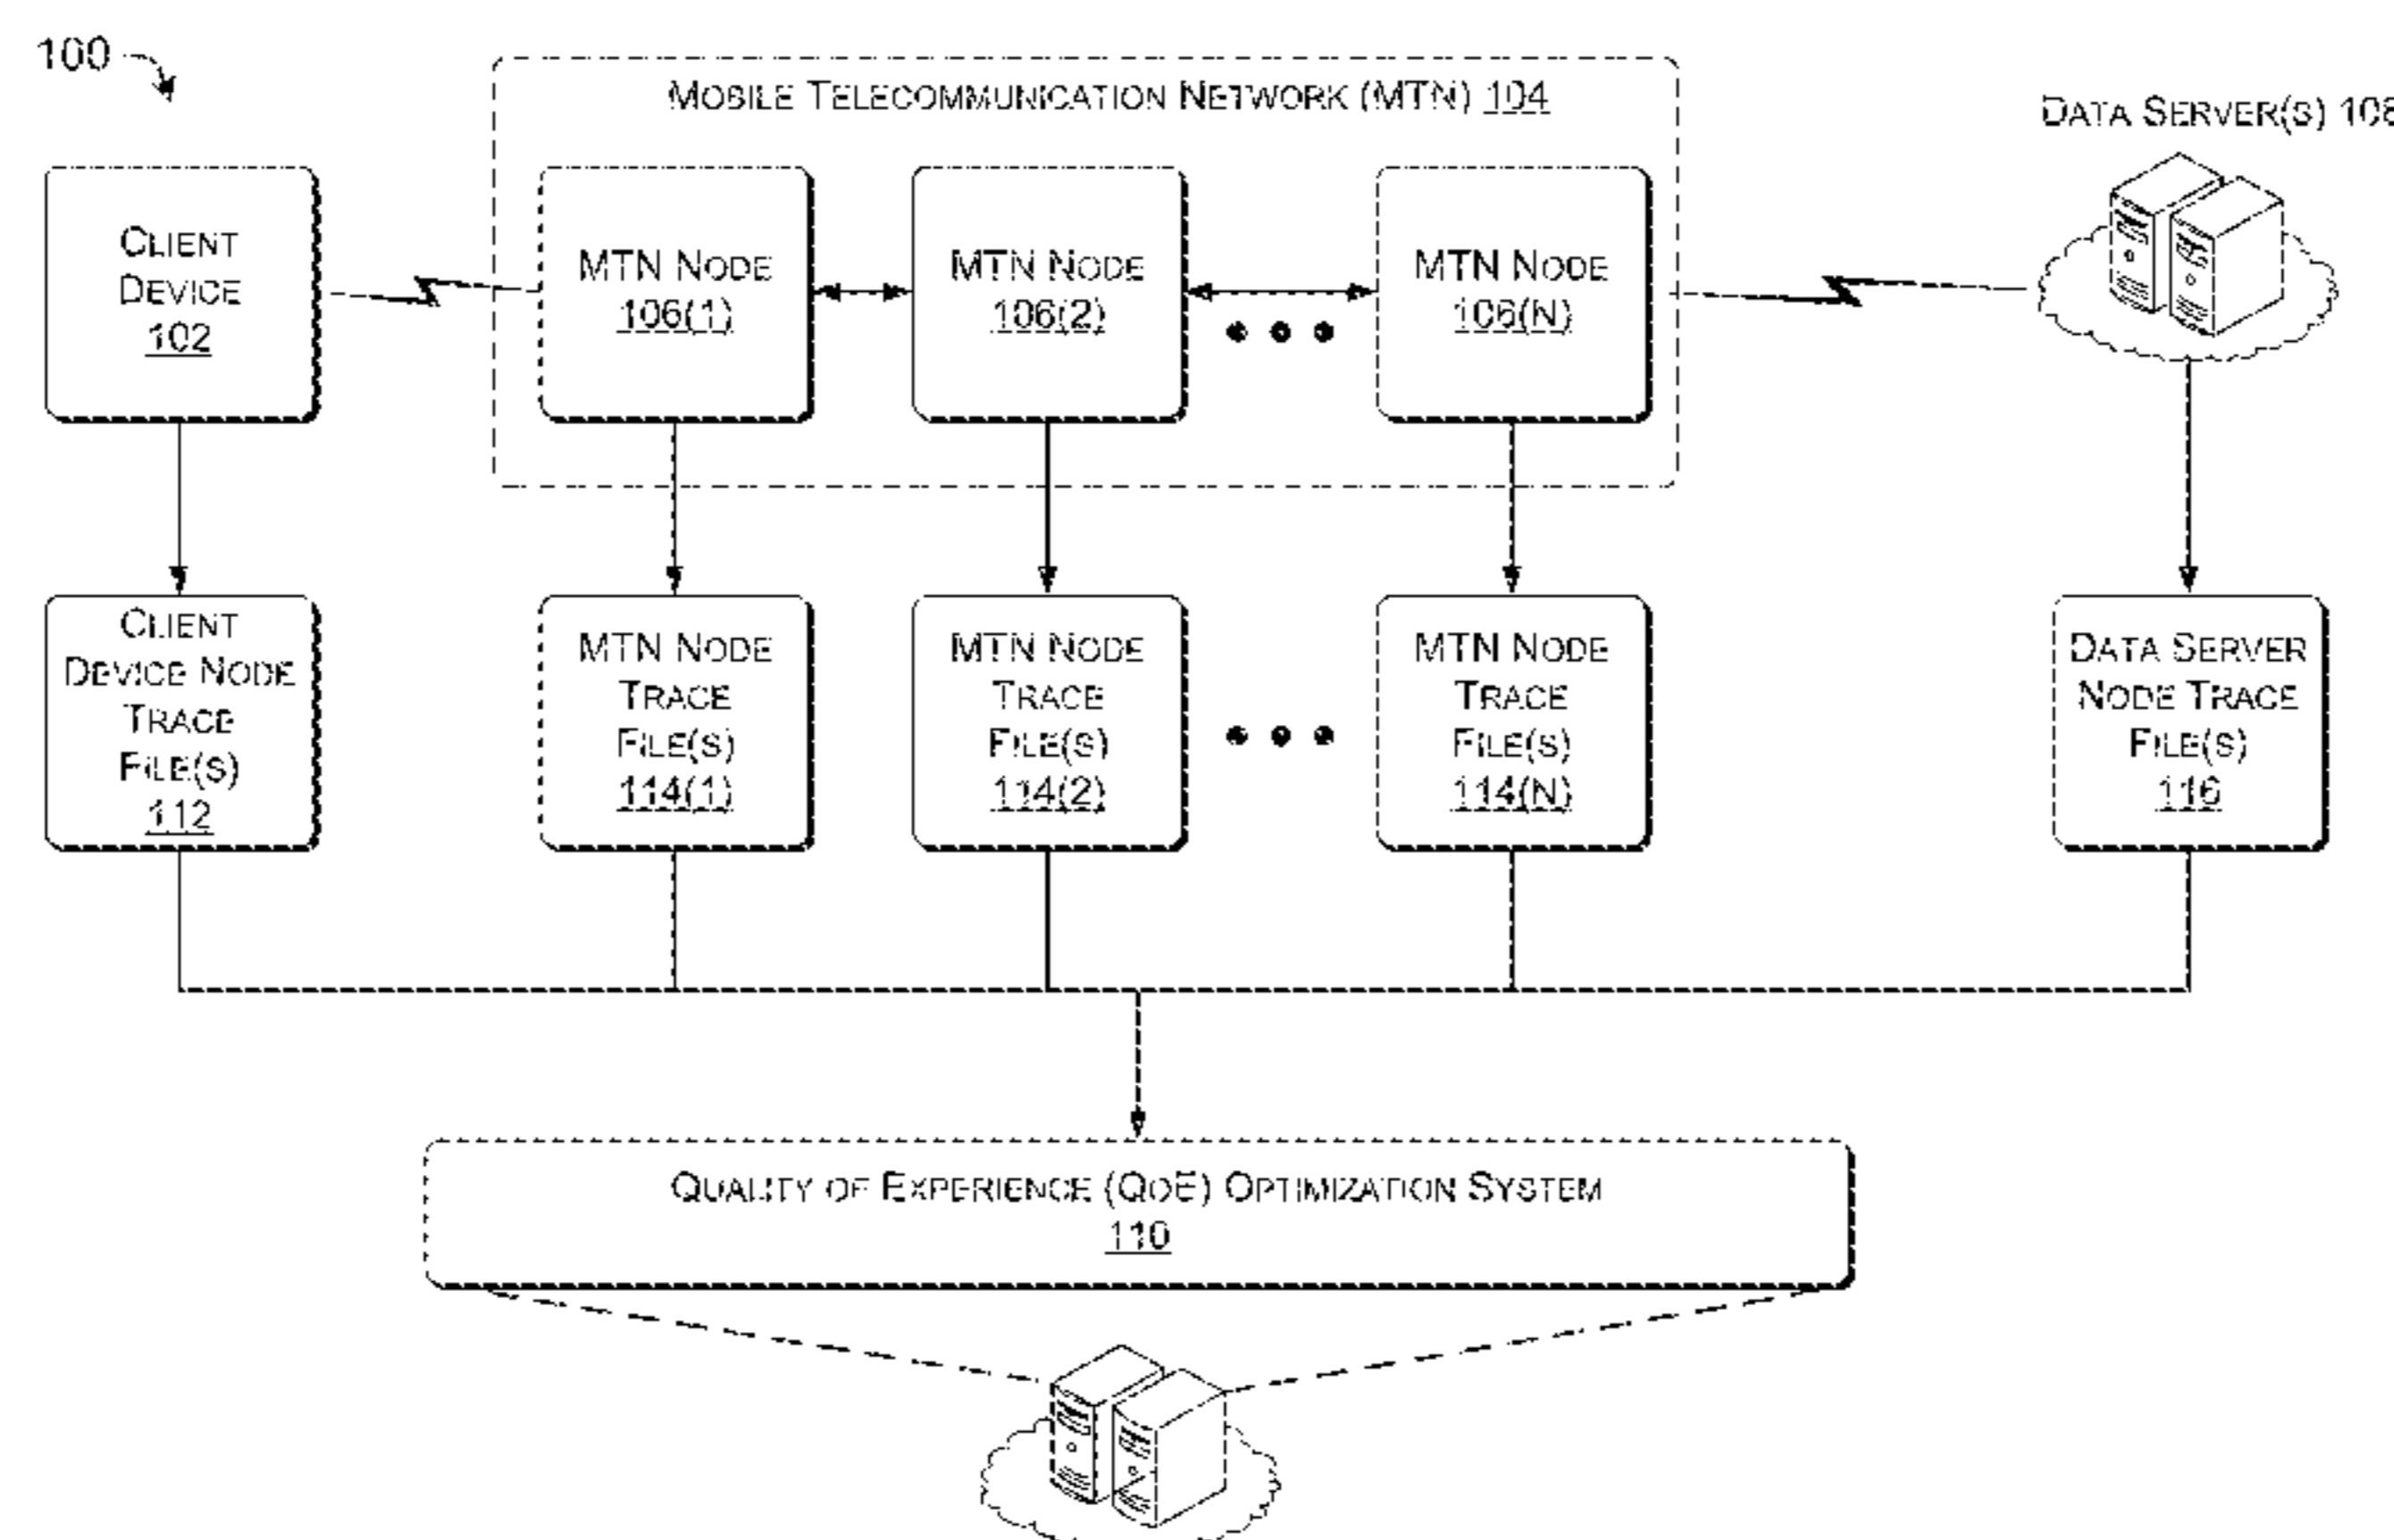 100
MOBILE TELECOMMUNICATION NETWORK (MTN) 104
DATA SERVER(S) 108
CLIENT
DEVICE
102
MTN NODE
106(1)
MTN NODE
106(2)
MTN NODE
106(N)
CLIENT
DEVICE NODE
TRACE
FILE(S)
112
MTN NODE
TRACE
FILE(S)
114(1)
MTN NODE
TRACE
FILE(S)
114(2)
MTN NODE
TRACE
FILE(S)
114(N)
DATA SERVER
NODE TRACE
FILE(S)
116
QUALITY OF EXPERIENCE (QOE) OPTIMIZATION SYSTEM
110